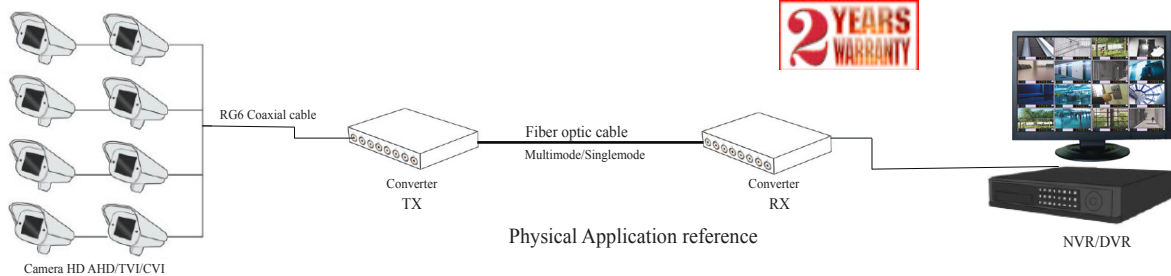 2 YEARS
WARRANTY
RG6 Coaxial cable
Fiber optic cable
Multimode/Singlemode
Converter
TX
Converter
RX
Physical Application reference
NVR/DVR
Camera HD AHD/TVI/CVI